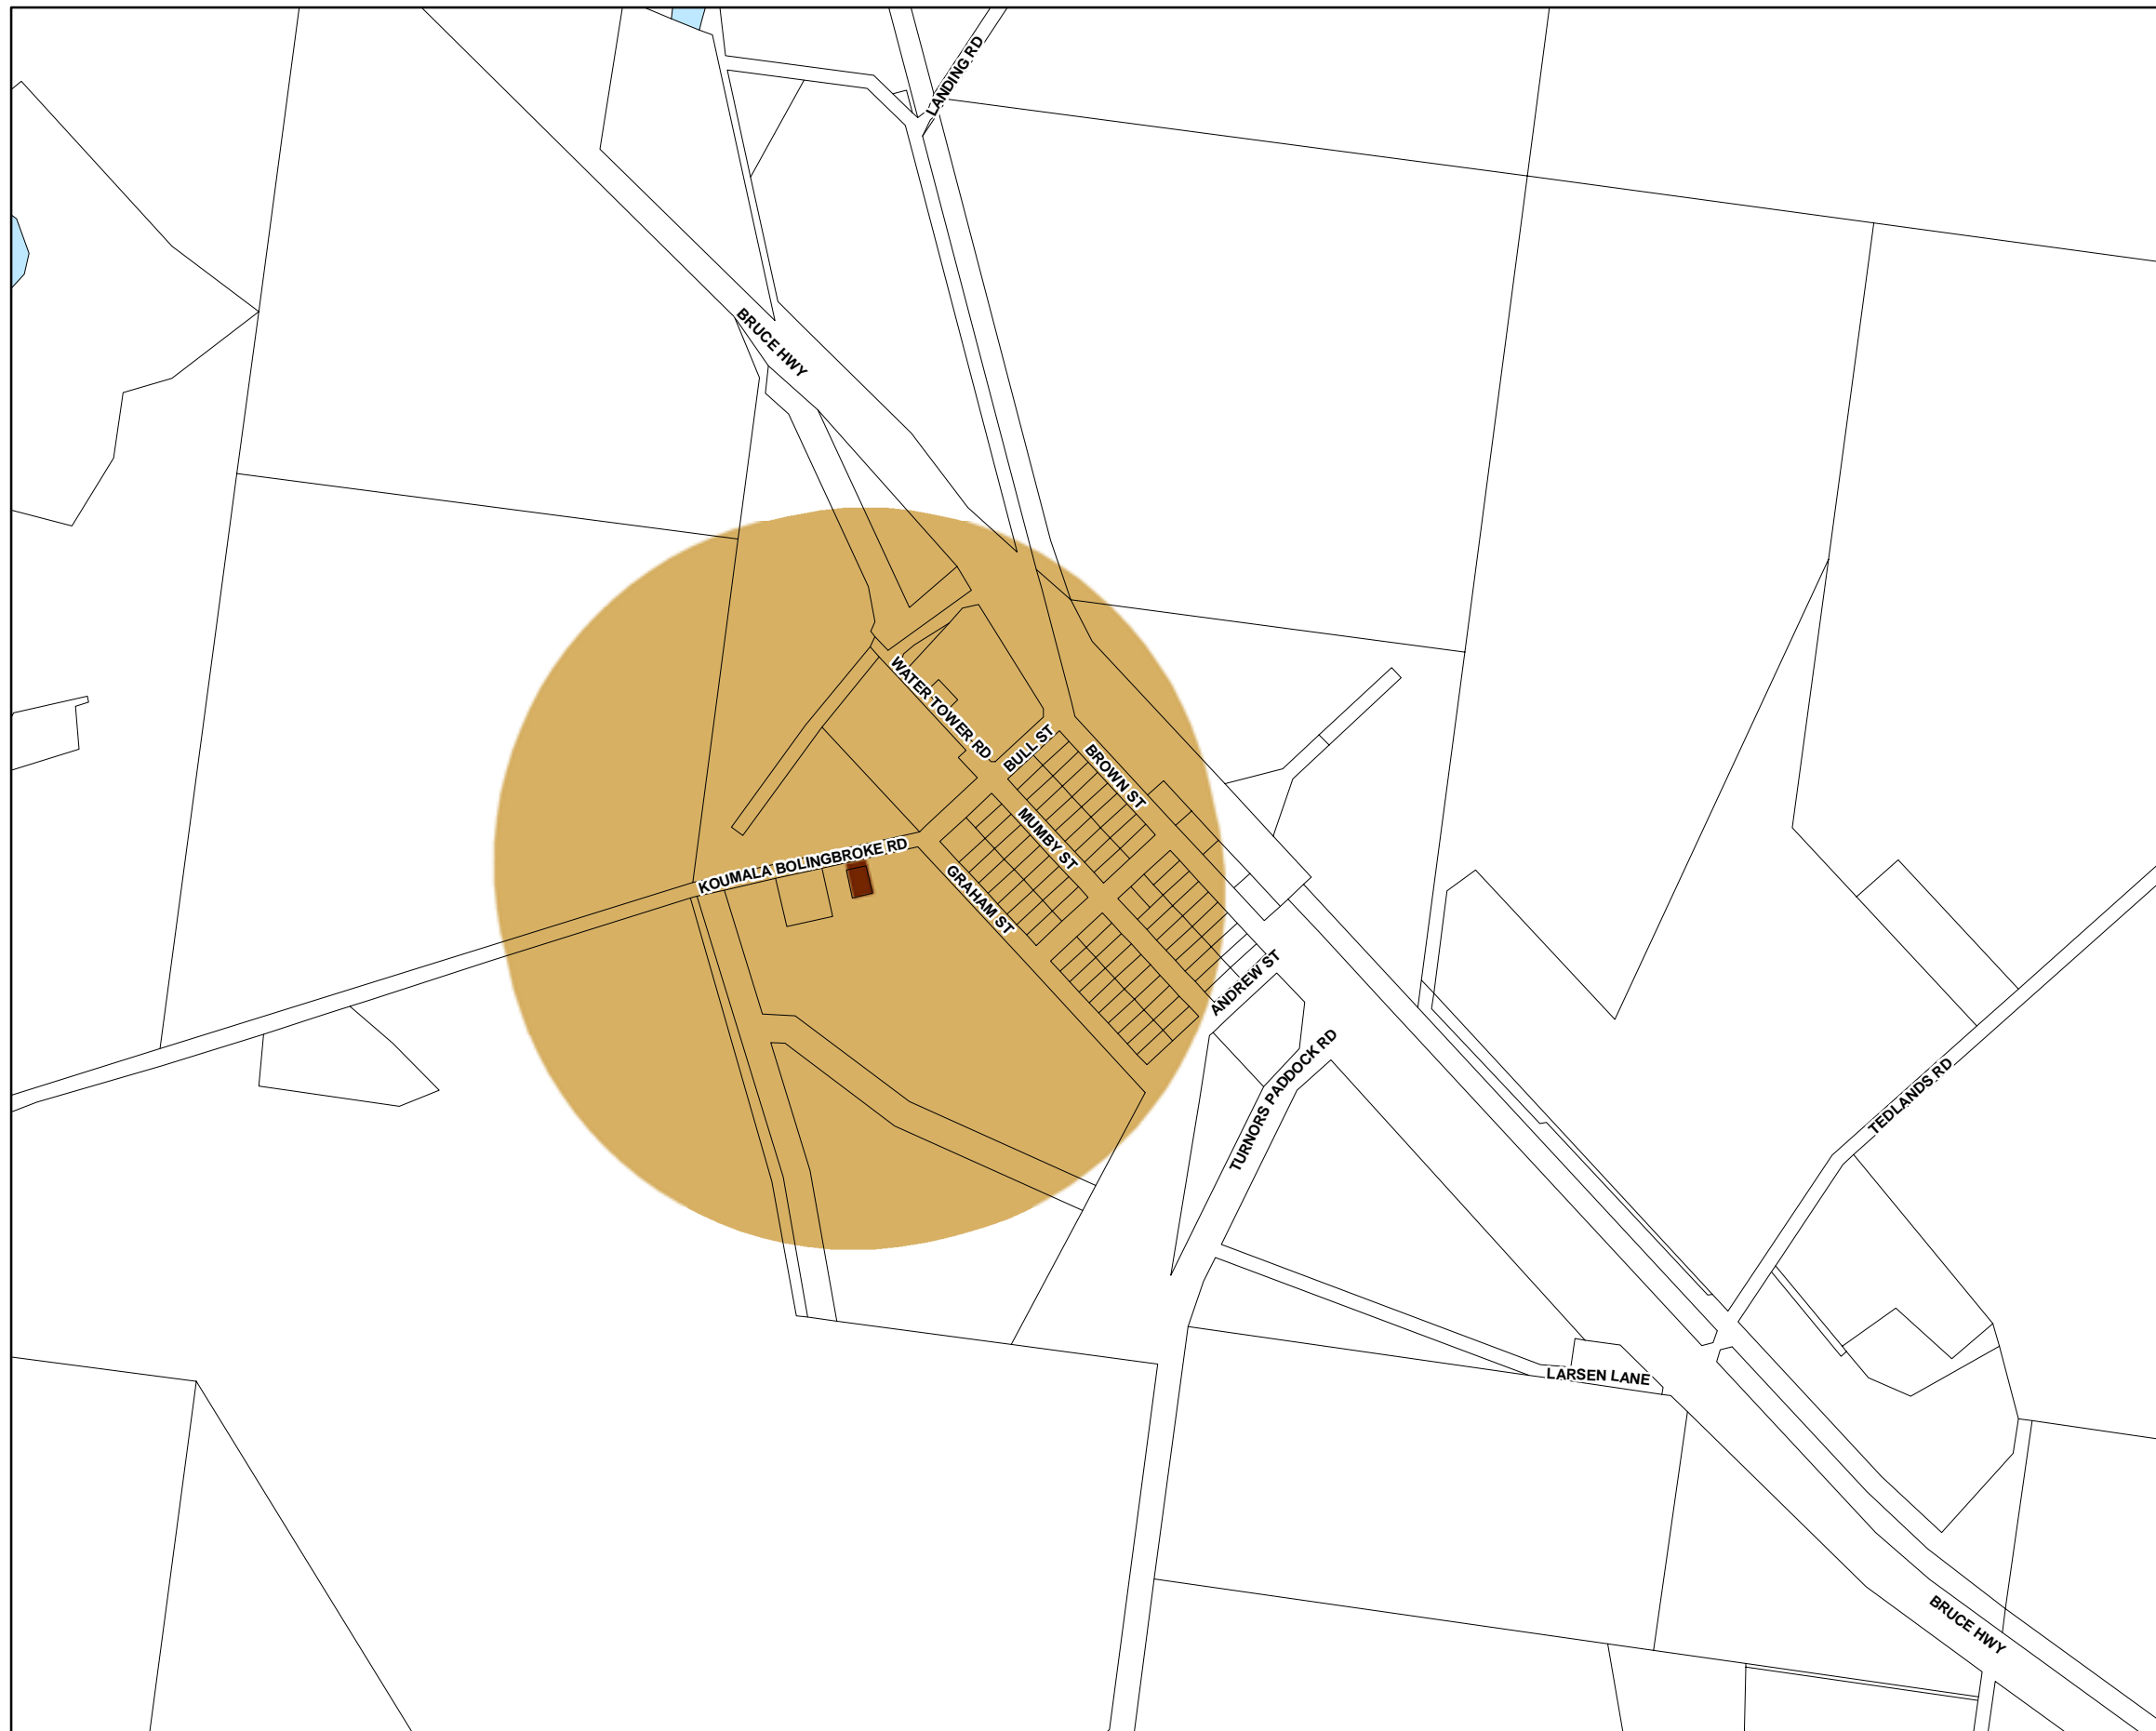 LANDING RD
BRUCE HWY
WATER TOWER RD
BULL ST
BROWN ST
MUMBY ST
KOUMALA BOLINGBROKE RD
GRAHAM ST
ANDREW ST
TURNORS PADDOCK RD
TEDLANDS RD
LARSEN LANE
BRUCE HWY